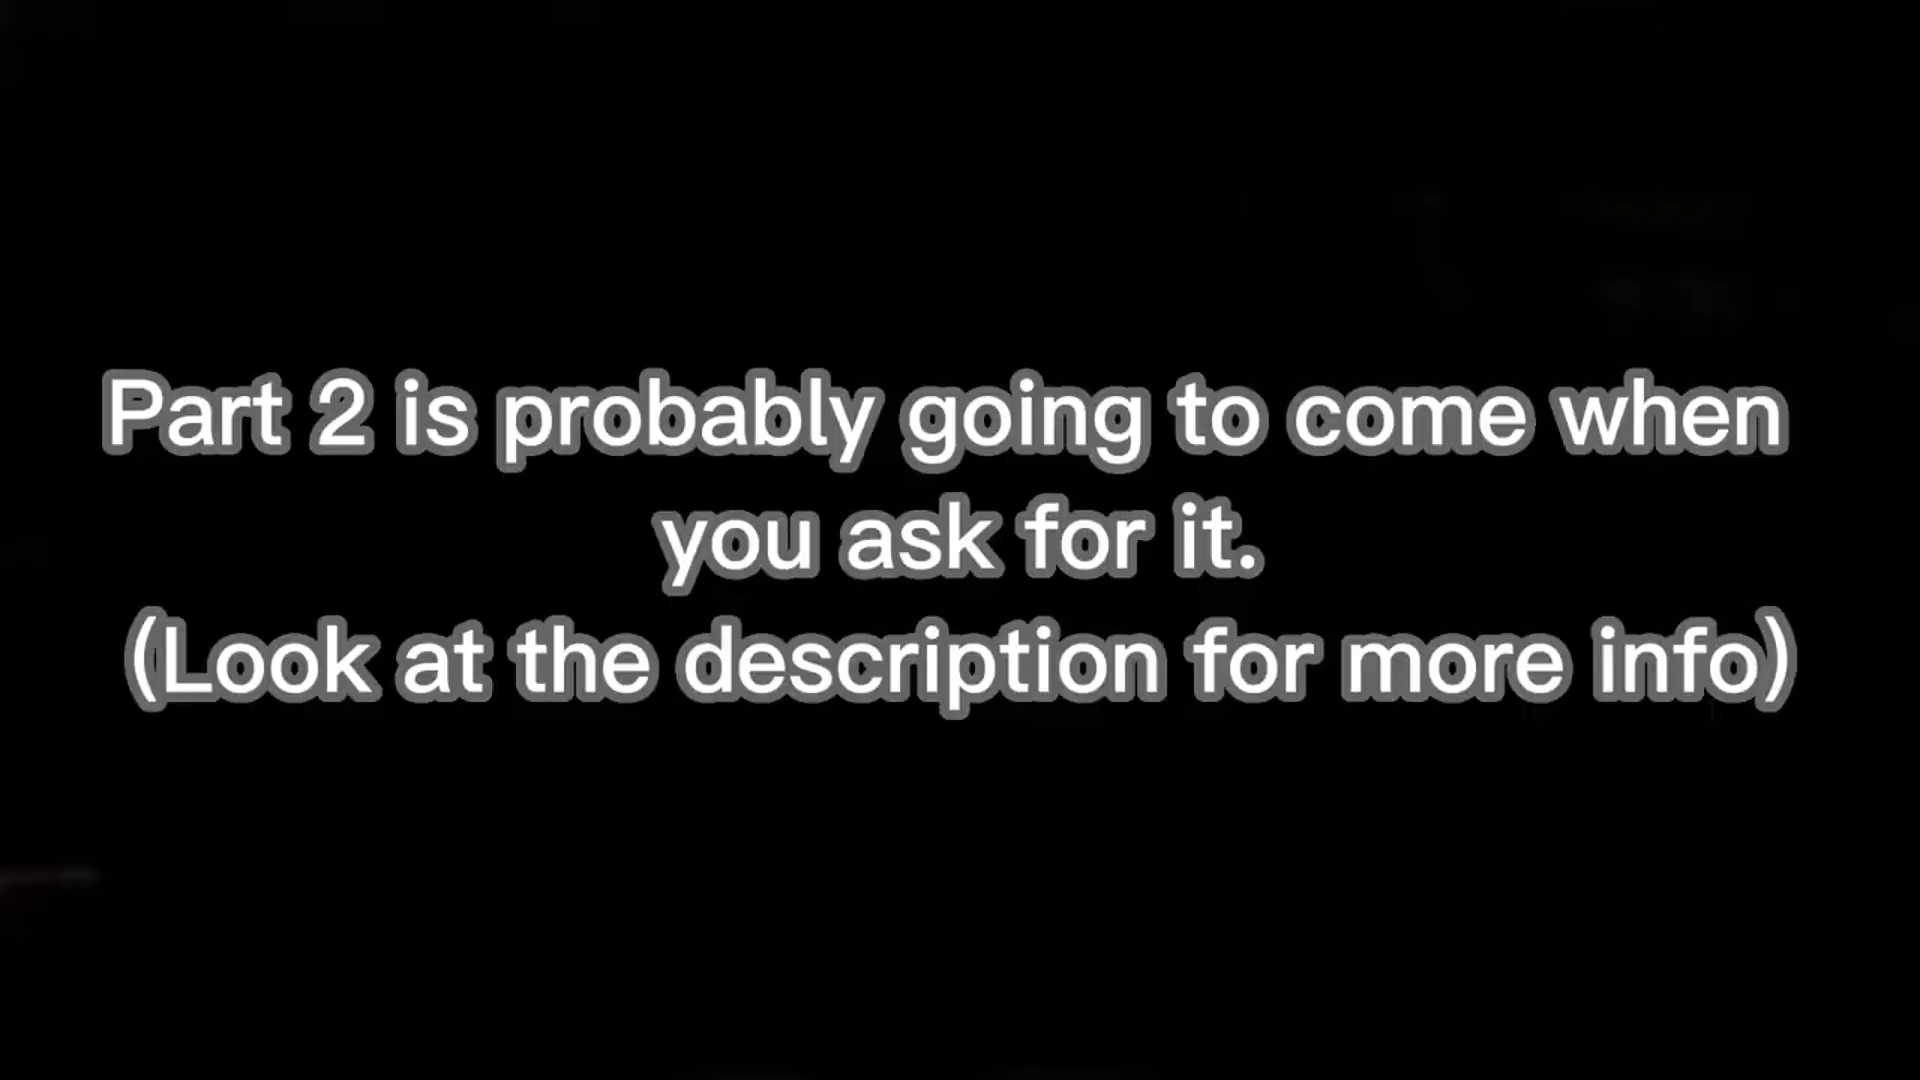 Part 2 is probably going to come when
you ask for it.
(Look at the description for more info)